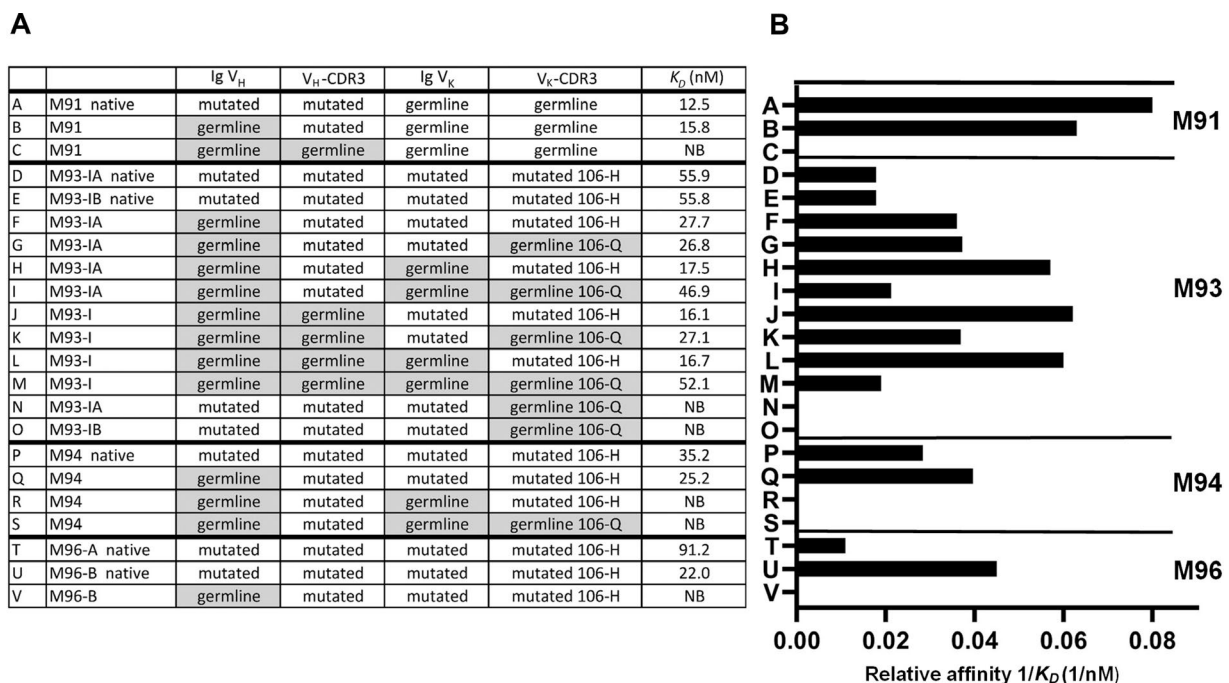 A
B
Ig VH VH-CDR3 Ig VK VK-CDR3 KD (nM)
A M91 native mutated mutated germline germline 12.5
B M91 germline mutated germline germline 15.8
C M91 germline germline germline germline NB
D M93-IA native mutated mutated mutated mutated 106-H 55.9
E M93-IB native mutated mutated mutated mutated 106-H 55.8
F M93-IA germline mutated mutated mutated 106-H 27.7
G M93-IA germline mutated mutated germline 106-Q 26.8
H M93-IA germline mutated germline mutated 106-H 17.5
I M93-IA germline mutated germline germline 106-Q 46.9
J M93-I germline germline mutated mutated 106-H 16.1
K M93-I germline germline mutated germline 106-Q 27.1
L M93-I germline germline germline mutated 106-H 16.7
M M93-I germline germline germline germline 106-Q 52.1
N M93-IA mutated mutated mutated germline 106-Q NB
O M93-IB mutated mutated mutated germline 106-Q NB
P M94 native mutated mutated mutated mutated 106-H 35.2
Q M94 germline mutated mutated mutated 106-H 25.2
R M94 germline mutated germline mutated 106-H NB
S M94 germline mutated germline germline 106-Q NB
T M96-A native mutated mutated mutated mutated 106-H 91.2
U M96-B native mutated mutated mutated mutated 106-H 22.0
V M96-B germline mutated mutated mutated 106-H NB
A
B
C
D
E
F
G
H
I
J
K
L
M
N
O
P
Q
R
S
T
U
V
M91
M93
M94
M96
0.00 0.02 0.04 0.06 0.08
Relative affinity 1/KD (1/nM)